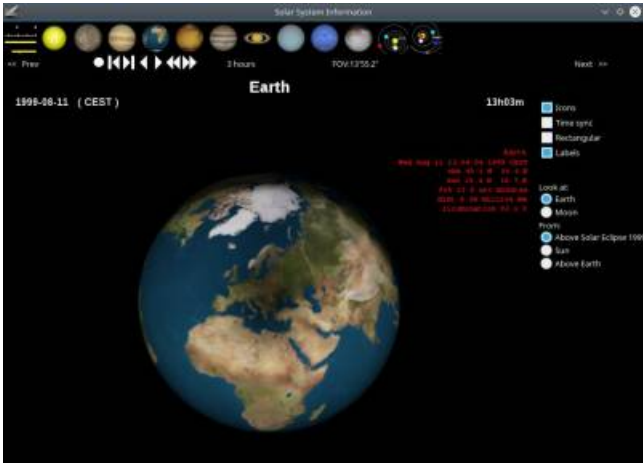 Solar System Information
<< Prev
3 hours
FOV:13'55.2"
Next >>
Earth
1999-08-11 ( CEST )
13h03m
Icons
Time sync
Rectangular
Labels
Look at:
Earth
Moon
From:
Above Solar Eclipse 1999
Sun
Above Earth
Earth